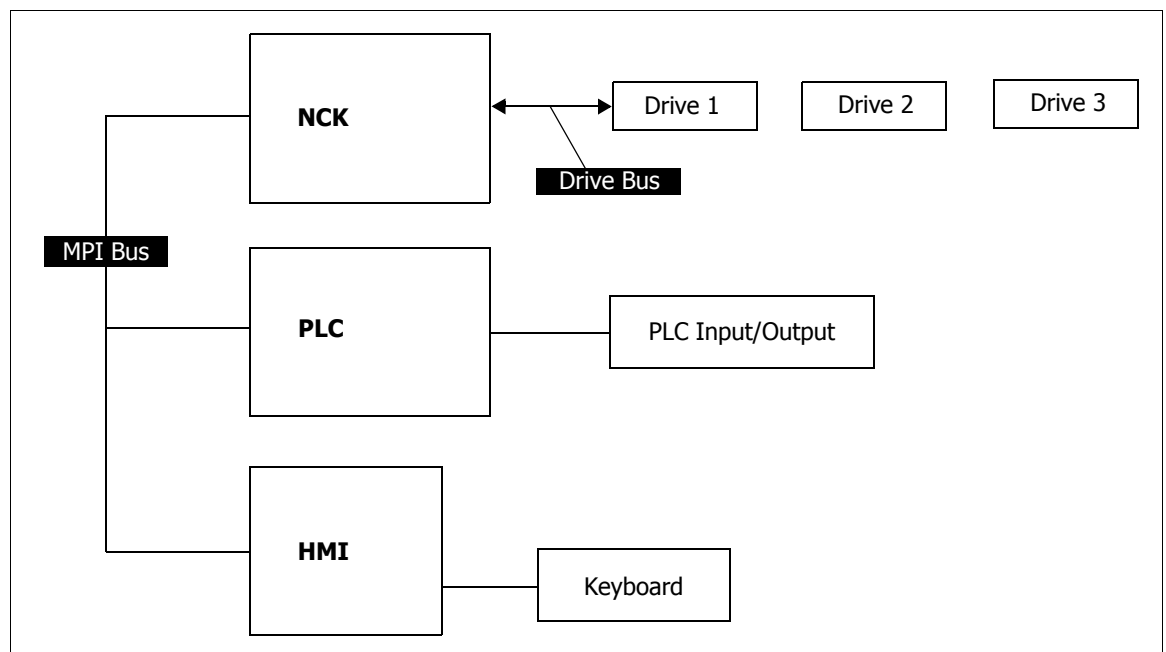 NCK
Drive 1
Drive 2
Drive 3
Drive Bus
MPI Bus
PLC
PLC Input/Output
HMI
Keyboard